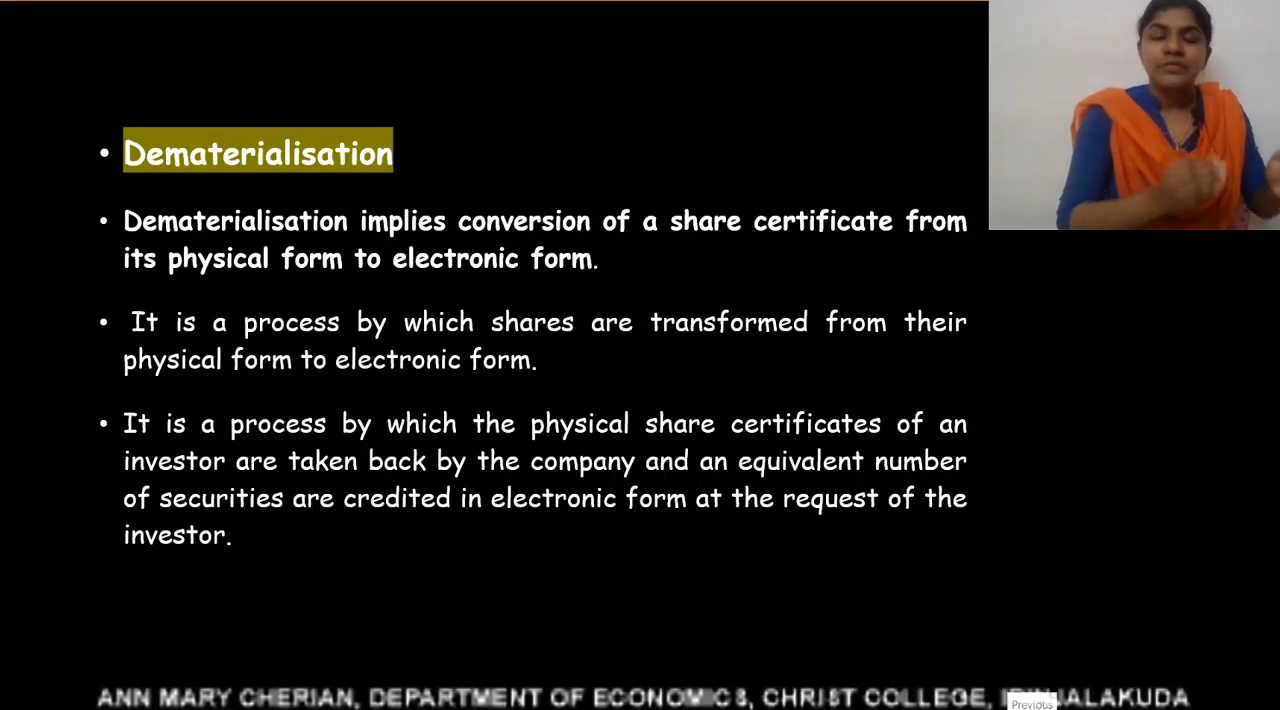 • Dematerialisation
• Dematerialisation implies conversion of a share certificate from
its physical form to electronic form.
• It is a process by which shares are transformed from their
physical form to electronic form.
• It is a process by which the physical share certificates of an
investor are taken back by the company and an equivalent number
of securities are credited in electronic form at the request of the
investor.
ANN MARY CHERIAN, DEPARTMENT OF ECONOMICS, CHRIST COLLEGE,
Previous